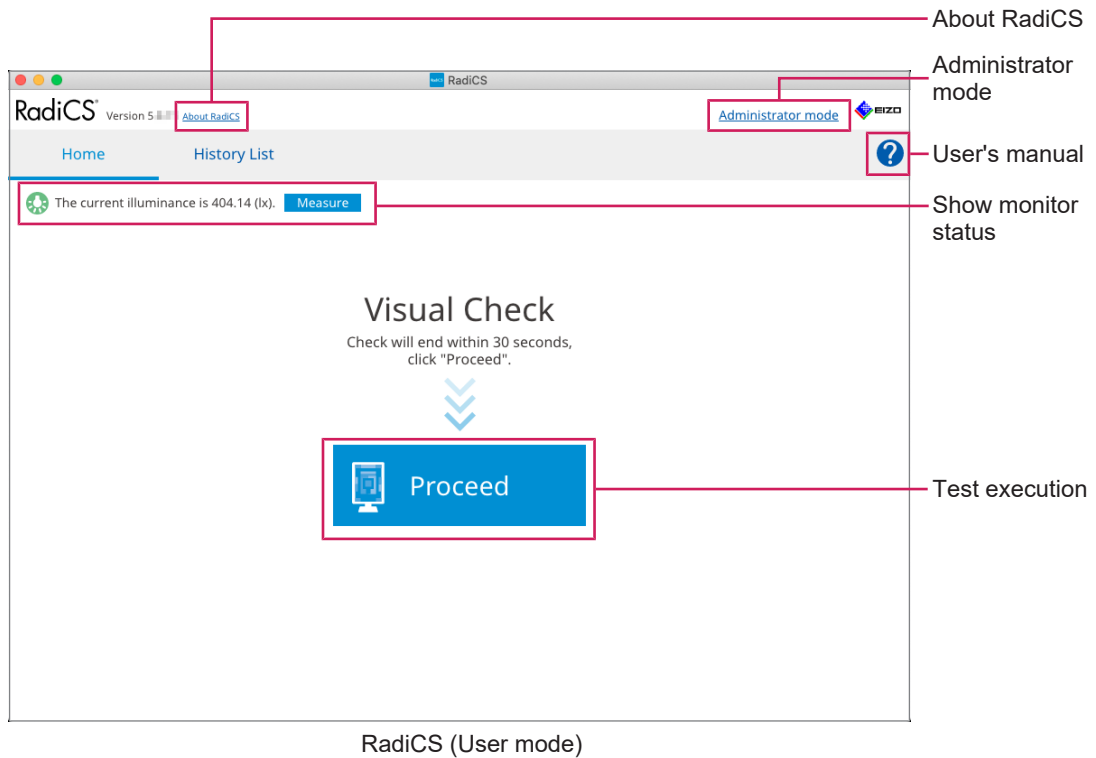 About RadiCS
Administrator
mode
RadiCS
RadiCS® Version 5 About RadiCS
Administrator mode EIZO
Home History List ?
User's manual
The current illuminance is 404.14 (lx). Measure
Show monitor
status
Visual Check
Check will end within 30 seconds,
click "Proceed".
Proceed
Test execution
RadiCS (User mode)